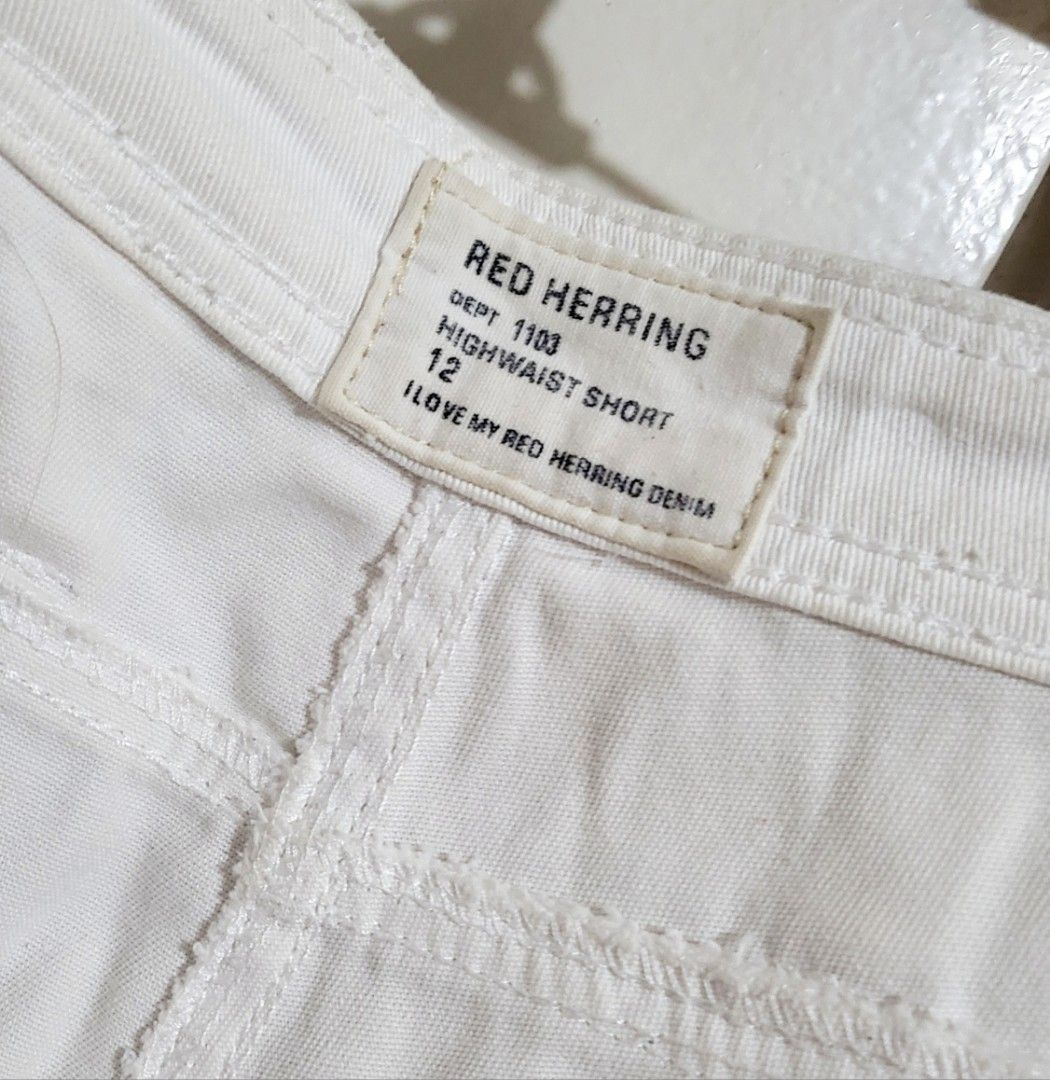 RED HERRING
DEPT 1103
HIGHWAIST SHORT
12
I LOVE MY RED HERRING DENIM